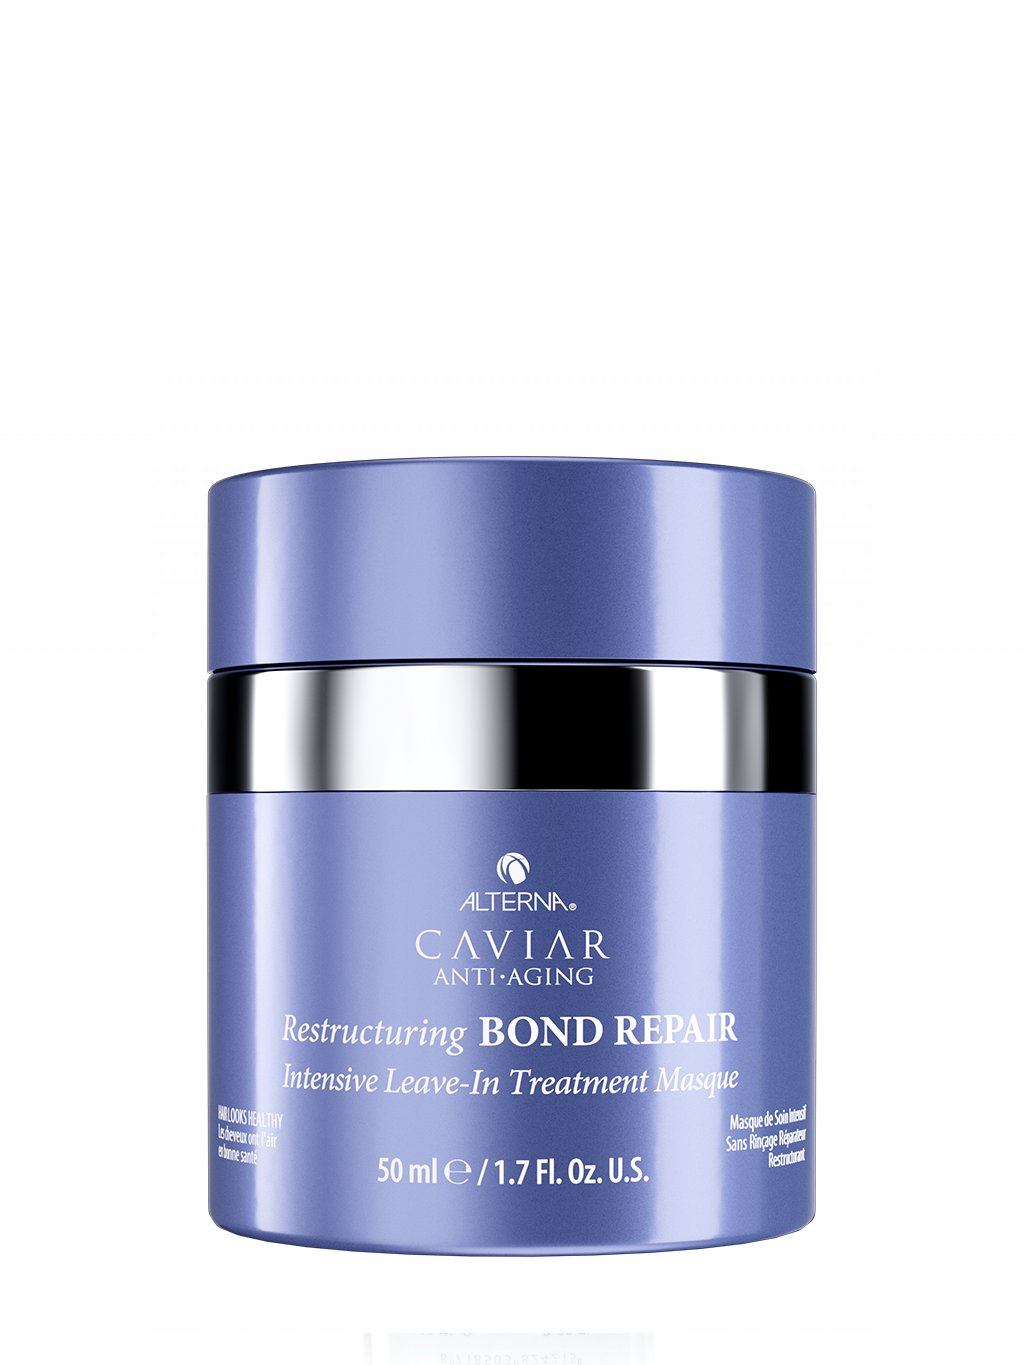 ALTERNA®
CAVIAR
ANTI•AGING
Restructuring BOND REPAIR
Intensive Leave-In Treatment Masque
HAIR LOOKS HEALTHY
Les cheveux ont l'air
en bonne santé
Masque de Soin Intensif
Sans Rinçage Réparateur
Restructurant
50 ml ℮ / 1.7 Fl. Oz. U.S.